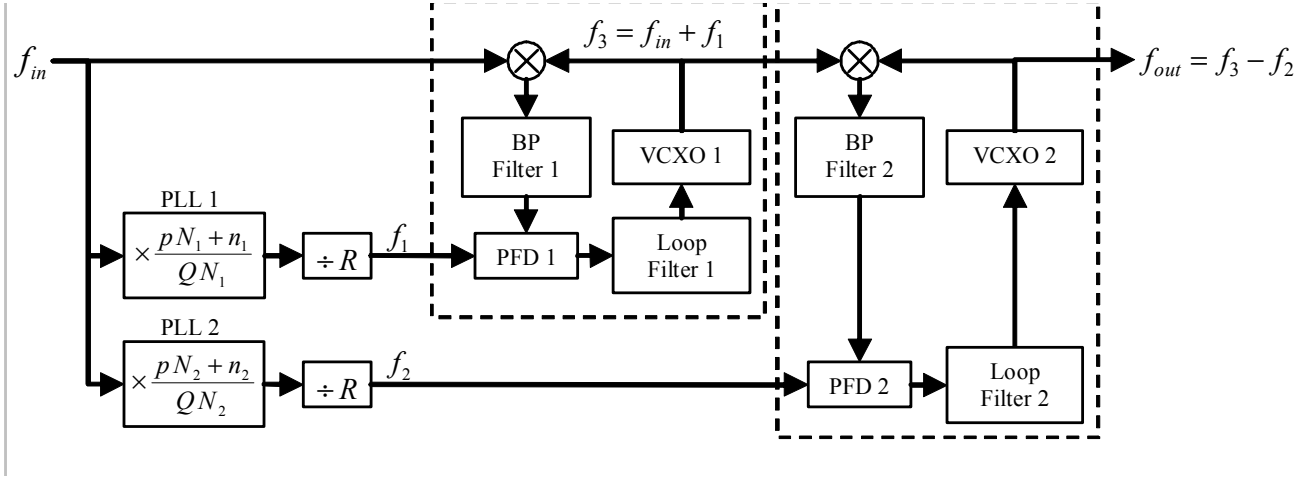 f_in
f_3 = f_in + f_1
f_out = f_3 − f_2
BP
Filter 1
VCXO 1
BP
Filter 2
VCXO 2
PLL 1
× (pN_1 + n_1) / (QN_1)
÷ R
f_1
PFD 1
Loop
Filter 1
PLL 2
× (pN_2 + n_2) / (QN_2)
÷ R
f_2
PFD 2
Loop
Filter 2